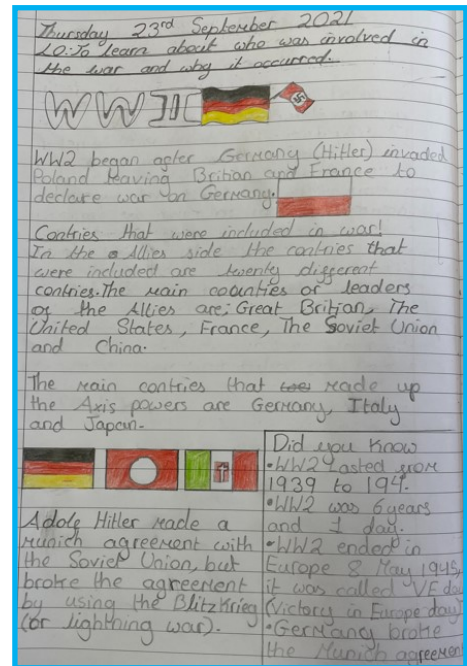 Thursday 23rd September 2021
LO: To learn about who was involved in
the war and why it occurred.
WWII
WW2 began after Germany (Hitler) invaded
Poland leaving Britian and France to
declare war on Germany.
Contries that were included in war!
In the Allies side the contries that
were included are twenty different
contries. The main counties or leaders
of the Allies are; Great Britian, The
United States, France, The Soviet Union
and China.
The main contries that made up
the Axis powers are Germany, Italy
and Japan.
Adolf Hitler made a
Munich agreement with
the Soviet Union, but
broke the agreement
by using the Blitzkrieg
(or lightning war).
Did you know
•WW2 lasted from
1939 to 194.
•WW2 was 6 years
and 1 day.
•WW2 ended in
Europe 8 May 1945,
it was called VE day
(Victory in Europe day)
•Germany broke
the Munich agreement